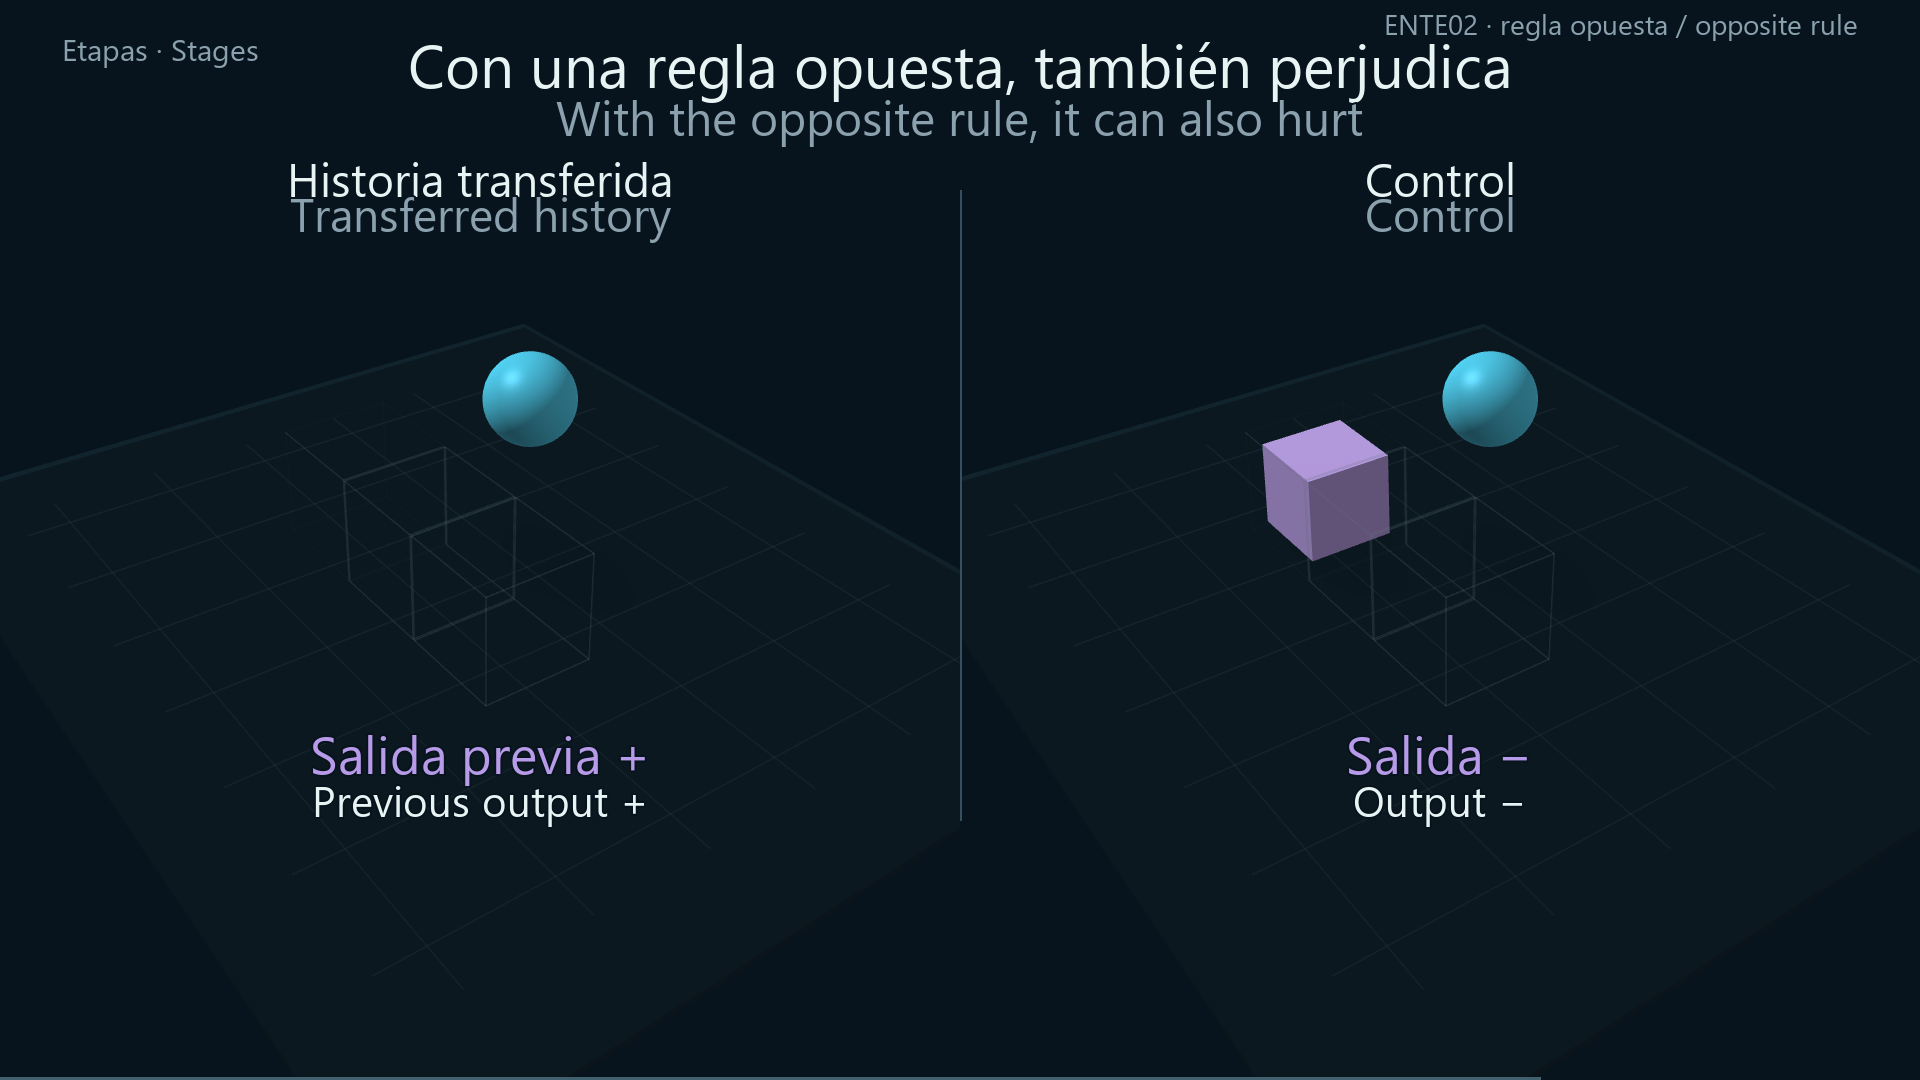 Etapas · Stages
ENTE02 · regla opuesta / opposite rule
Con una regla opuesta, también perjudica
With the opposite rule, it can also hurt
Historia transferida
Transferred history
Control
Control
Salida previa +
Previous output +
Salida −
Output −